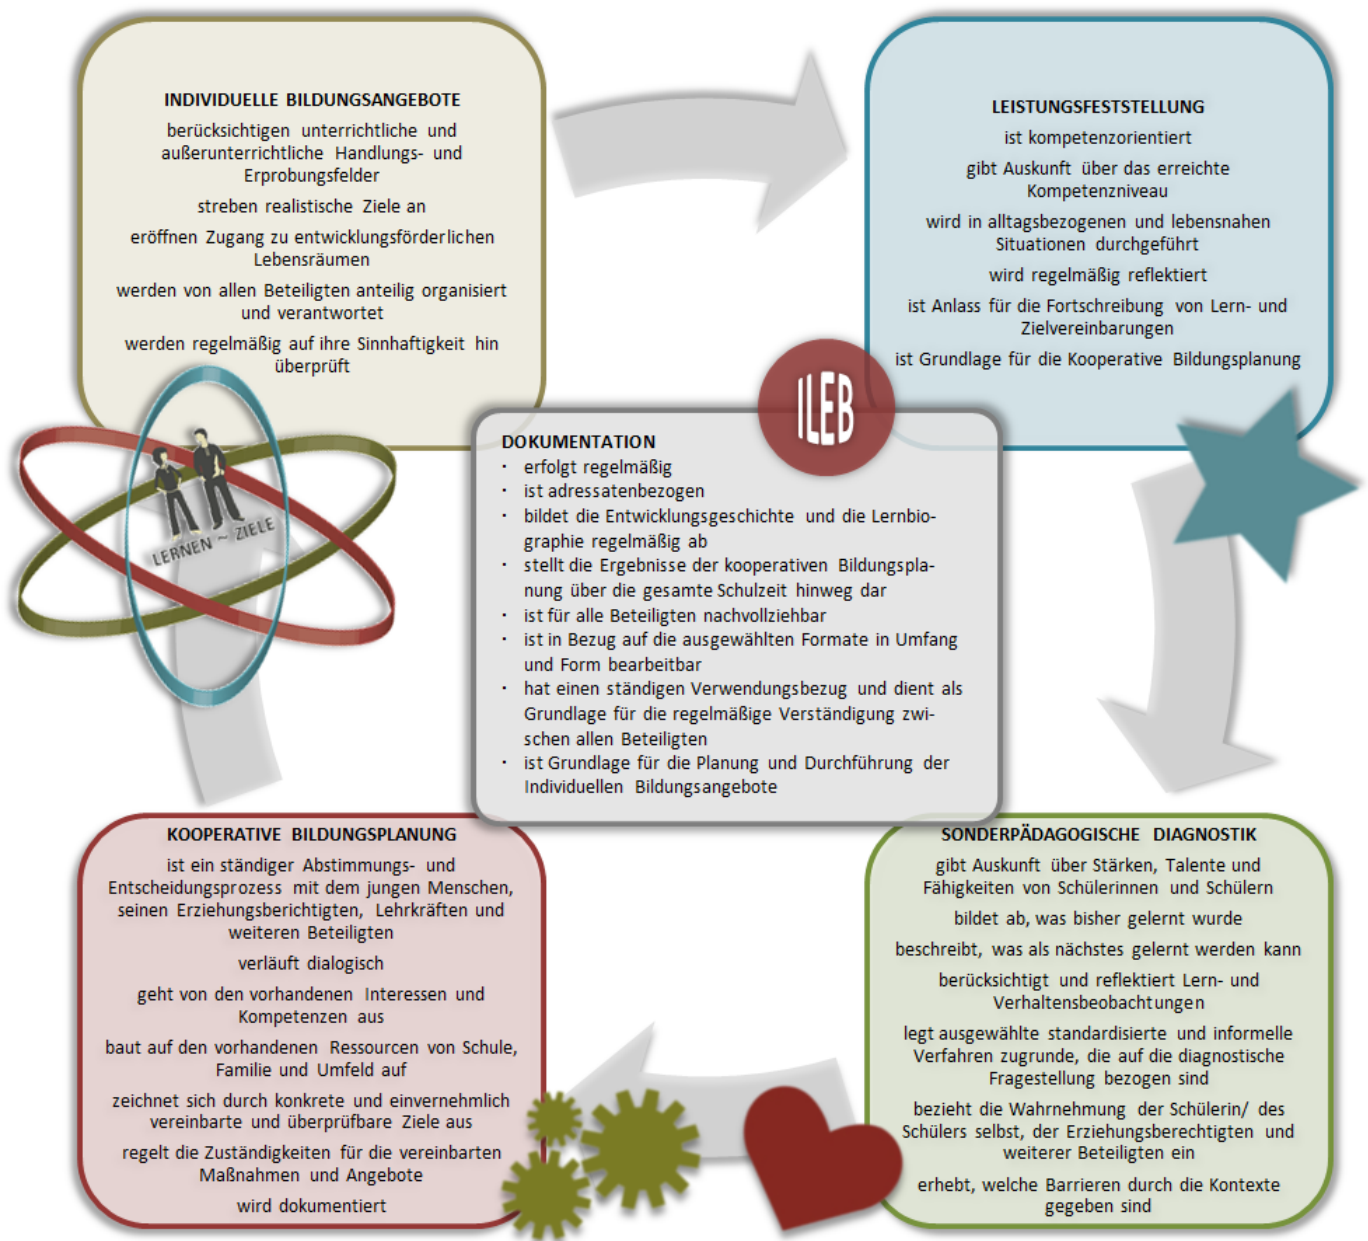 INDIVIDUELLE BILDUNGSANGEBOTE
berücksichtigen unterrichtliche und
außerunterrichtliche Handlungs- und
Erprobungsfelder
streben realistische Ziele an
eröffnen Zugang zu entwicklungsförderlichen
Lebensräumen
werden von allen Beteiligten anteilig organisiert
und verantwortet
werden regelmäßig auf ihre Sinnhaftigkeit hin
überprüft
LEISTUNGSFESTSTELLUNG
ist kompetenzorientiert
gibt Auskunft über das erreichte
Kompetenzniveau
wird in alltagsbezogenen und lebensnahen
Situationen durchgeführt
wird regelmäßig reflektiert
ist Anlass für die Fortschreibung von Lern- und
Zielvereinbarungen
ist Grundlage für die Kooperative Bildungsplanung
ILEB
LERNEN ~ ZIELE
DOKUMENTATION
· erfolgt regelmäßig
· ist adressatenbezogen
· bildet die Entwicklungsgeschichte und die Lernbio-
graphie regelmäßig ab
· stellt die Ergebnisse der kooperativen Bildungspla-
nung über die gesamte Schulzeit hinweg dar
· ist für alle Beteiligten nachvollziehbar
· ist in Bezug auf die ausgewählten Formate in Umfang
und Form bearbeitbar
· hat einen ständigen Verwendungsbezug und dient als
Grundlage für die regelmäßige Verständigung zwi-
schen allen Beteiligten
· ist Grundlage für die Planung und Durchführung der
Individuellen Bildungsangebote
KOOPERATIVE BILDUNGSPLANUNG
ist ein ständiger Abstimmungs- und
Entscheidungsprozess mit dem jungen Menschen,
seinen Erziehungsberichtigten, Lehrkräften und
weiteren Beteiligten
verläuft dialogisch
geht von den vorhandenen Interessen und
Kompetenzen aus
baut auf den vorhandenen Ressourcen von Schule,
Familie und Umfeld auf
zeichnet sich durch konkrete und einvernehmlich
vereinbarte und überprüfbare Ziele aus
regelt die Zuständigkeiten für die vereinbarten
Maßnahmen und Angebote
wird dokumentiert
SONDERPÄDAGOGISCHE DIAGNOSTIK
gibt Auskunft über Stärken, Talente und
Fähigkeiten von Schülerinnen und Schülern
bildet ab, was bisher gelernt wurde
beschreibt, was als nächstes gelernt werden kann
berücksichtigt und reflektiert Lern- und
Verhaltensbeobachtungen
legt ausgewählte standardisierte und informelle
Verfahren zugrunde, die auf die diagnostische
Fragestellung bezogen sind
bezieht die Wahrnehmung der Schülerin/ des
Schülers selbst, der Erziehungsberechtigten und
weiterer Beteiligten ein
erhebt, welche Barrieren durch die Kontexte
gegeben sind